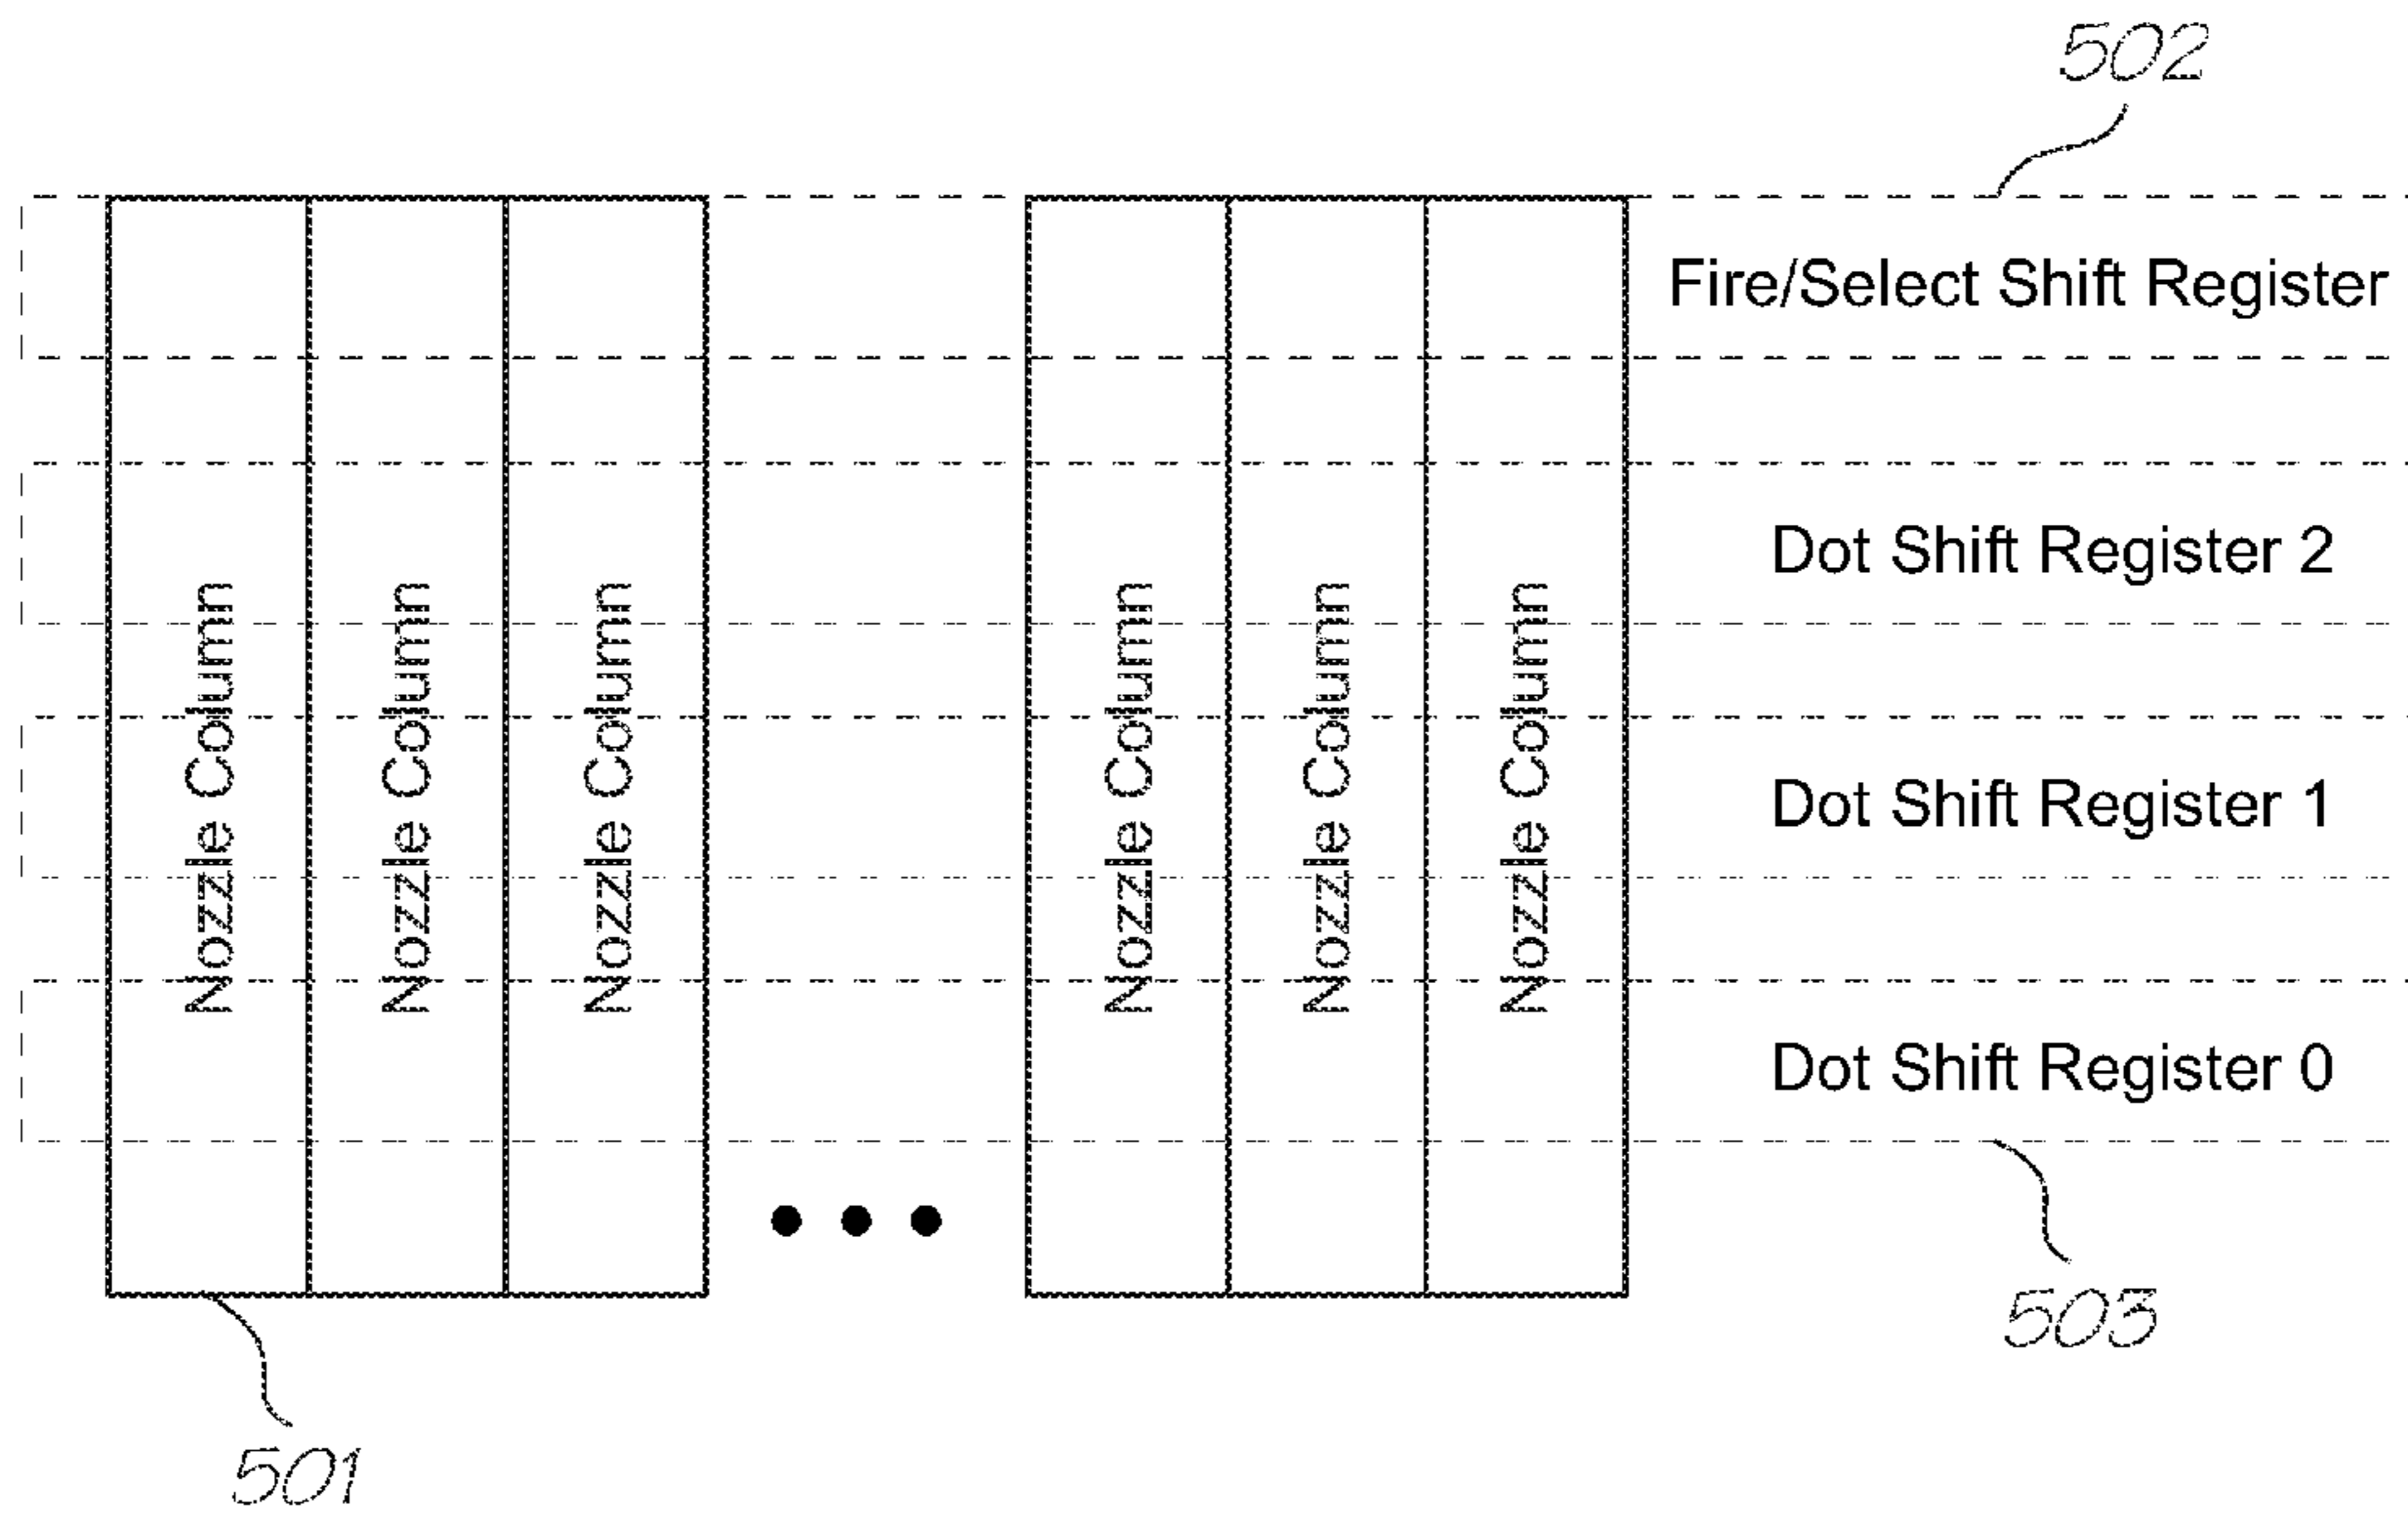 502
Fire/Select Shift Register
Dot Shift Register 2
Nozzle Column
Nozzle Column
Nozzle Column
Nozzle Column
Nozzle Column
Nozzle Column
Dot Shift Register 1
Dot Shift Register 0
503
501